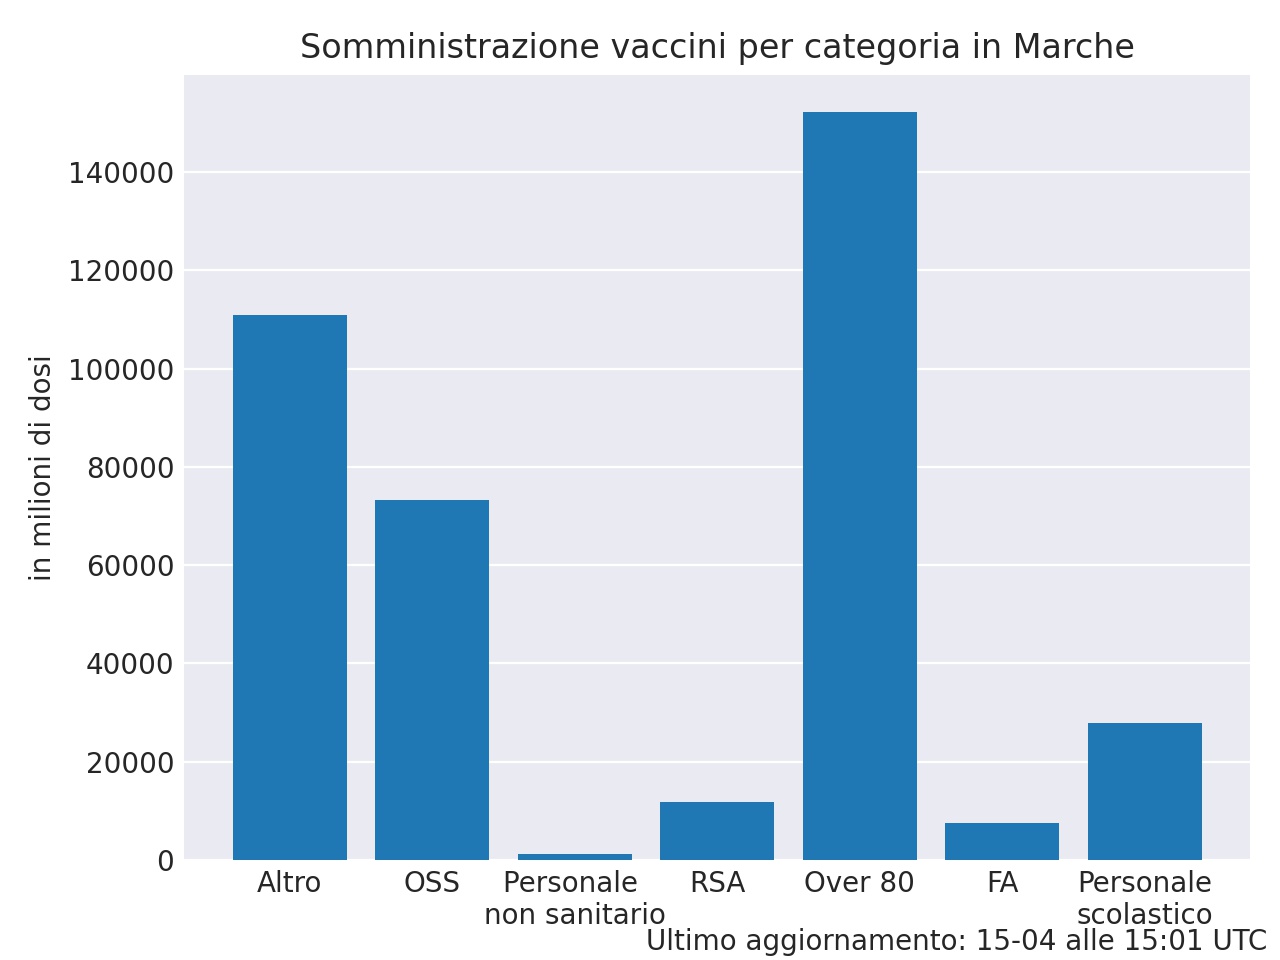 Somministrazione vaccini per categoria in Marche
in milioni di dosi
140000
120000
100000
80000
60000
40000
20000
0
Altro
OSS
Personale
non sanitario
RSA
Over 80
FA
Personale
scolastico
Ultimo aggiornamento: 15-04 alle 15:01 UTC